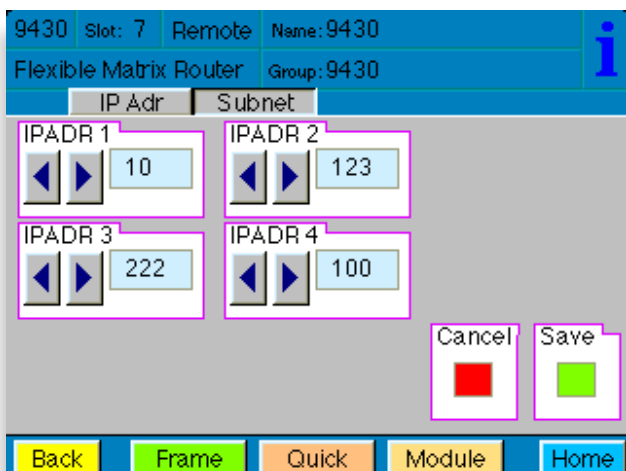 9430 Slot: 7 Remote Name:9430
Flexible Matrix Router Group:9430
i
IP Adr Subnet
IPADR 1 IPADR 2
10 123
IPADR 3 IPADR 4
222 100
Cancel Save
Back Frame Quick Module Home